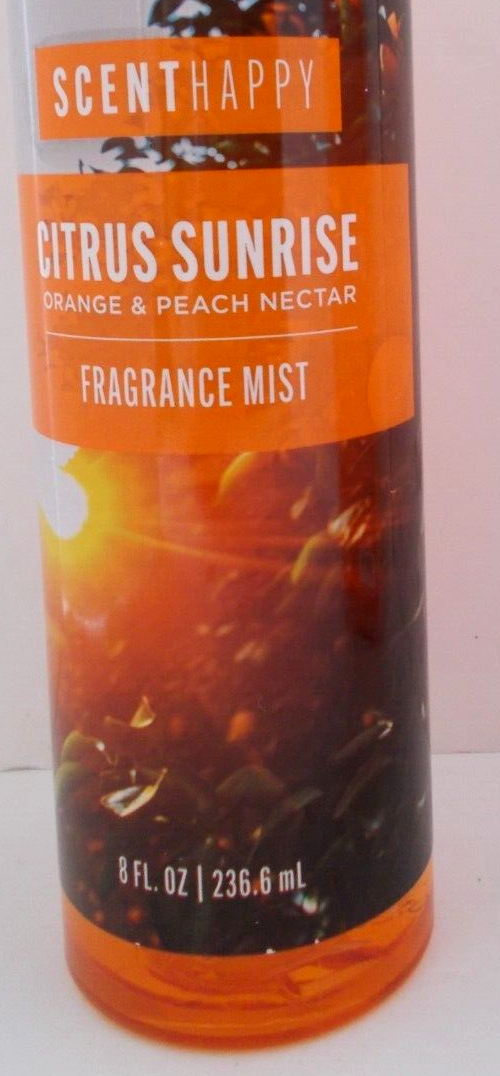 SCENTHAPPY
CITRUS SUNRISE
ORANGE & PEACH NECTAR
FRAGRANCE MIST
8 FL. OZ | 236.6 mL